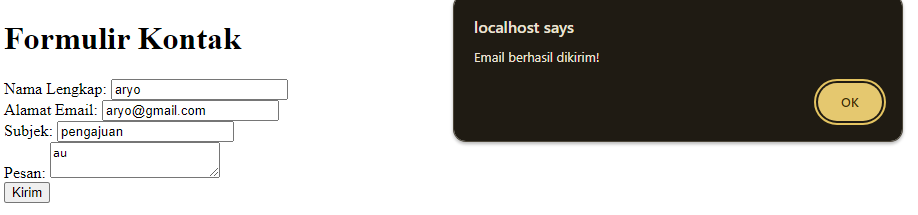 Formulir Kontak
Nama Lengkap: aryo
Alamat Email: aryo@gmail.com
Subjek: pengajuan
Pesan: au
Kirim
localhost says
Email berhasil dikirim!
OK